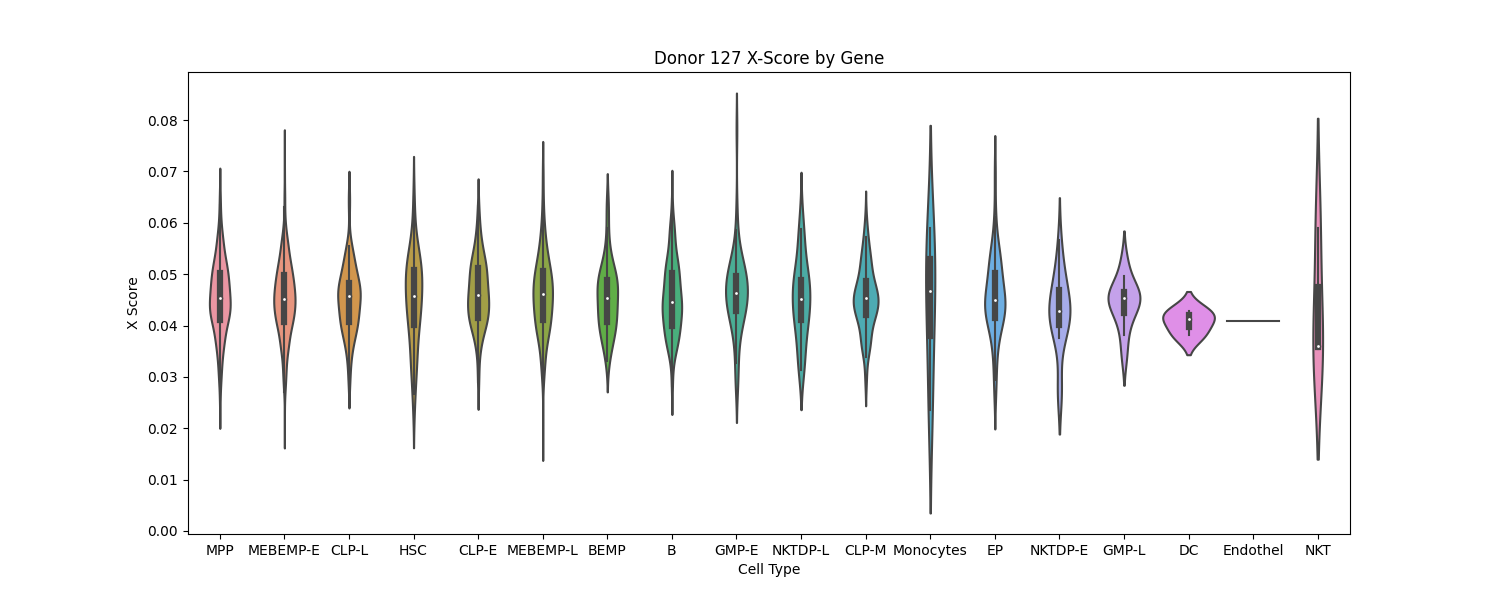 Donor 127 X-Score by Gene
X Score
0.08
0.07
0.06
0.05
0.04
0.03
0.02
0.01
0.00
MPP MEBEMP-E CLP-L HSC CLP-E MEBEMP-L BEMP B GMP-E NKTDP-L CLP-M Monocytes EP NKTDP-E GMP-L DC Endothel NKT
Cell Type